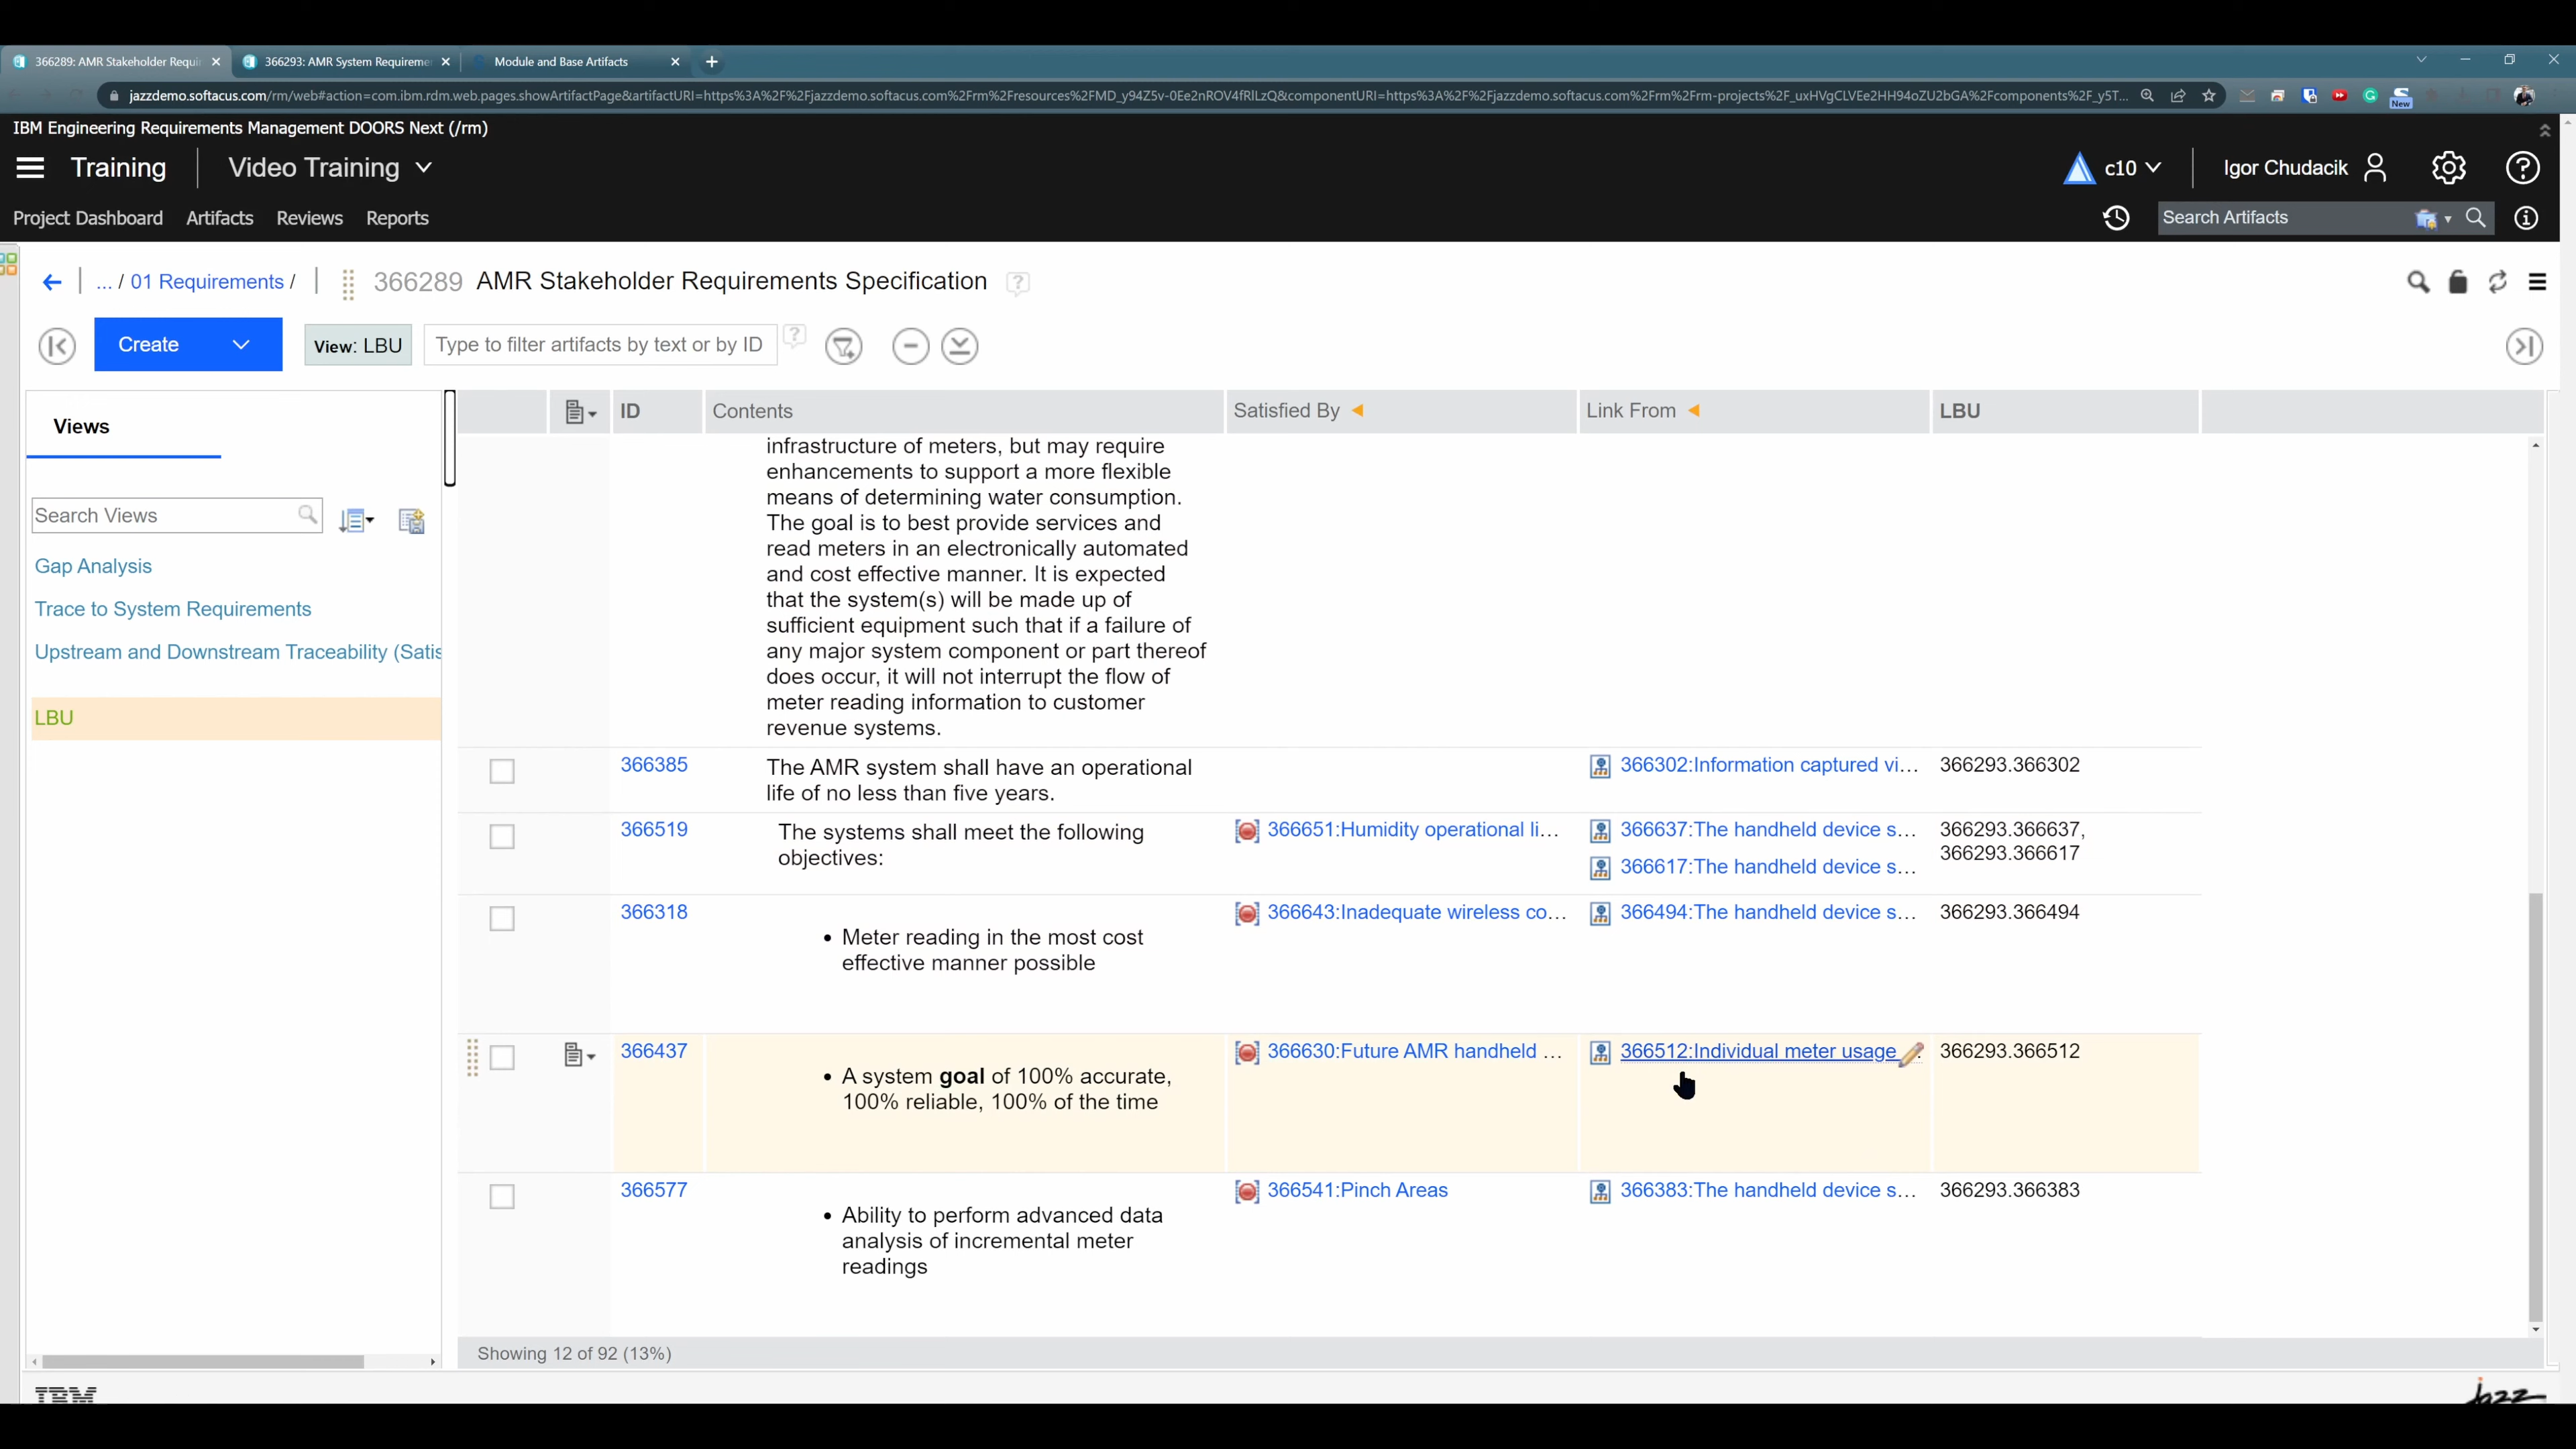 366289: AMR Stakeholder Requir
366293: AMR System Requireme
Module and Base Artifacts
jazzdemo.softacus.com/rm/web#action=com.ibm.rdm.web.pages.showArtifactPage&artifactURI=https%3A%2F%2Fjazzdemo.softacus.com%2Frm%2Fresources%2FMD_y94Z5v-0Ee2nROV4fRlLzQ&componentURI=https%3A%2F%2Fjazzdemo.softacus.com%2Frm%2Frm-projects%2F_uxHVgCLVEe2HH94oZU2bGA%2Fcomponents%2F_y5T...
New
IBM Engineering Requirements Management DOORS Next (/rm)
Training
Video Training
c10
Igor Chudacik
Project Dashboard
Artifacts
Reviews
Reports
Search Artifacts
... / 01 Requirements /
366289 AMR Stakeholder Requirements Specification
Create
View: LBU
Type to filter artifacts by text or by ID
Views
Search Views
Gap Analysis
Trace to System Requirements
Upstream and Downstream Traceability (Satis
LBU
ID
Contents
Satisfied By
Link From
LBU
infrastructure of meters, but may require
enhancements to support a more flexible
means of determining water consumption.
The goal is to best provide services and
read meters in an electronically automated
and cost effective manner. It is expected
that the system(s) will be made up of
sufficient equipment such that if a failure of
any major system component or part thereof
does occur, it will not interrupt the flow of
meter reading information to customer
revenue systems.
366385
The AMR system shall have an operational
life of no less than five years.
366302:Information captured vi...
366293.366302
366519
The systems shall meet the following
objectives:
366651:Humidity operational li...
366637:The handheld device s...
366617:The handheld device s...
366293.366637,
366293.366617
366318
• Meter reading in the most cost
effective manner possible
366643:Inadequate wireless co...
366494:The handheld device s...
366293.366494
366437
• A system goal of 100% accurate,
100% reliable, 100% of the time
366630:Future AMR handheld ...
366512:Individual meter usage
366293.366512
366577
• Ability to perform advanced data
analysis of incremental meter
readings
366541:Pinch Areas
366383:The handheld device s...
366293.366383
Showing 12 of 92 (13%)
IBM
jazz